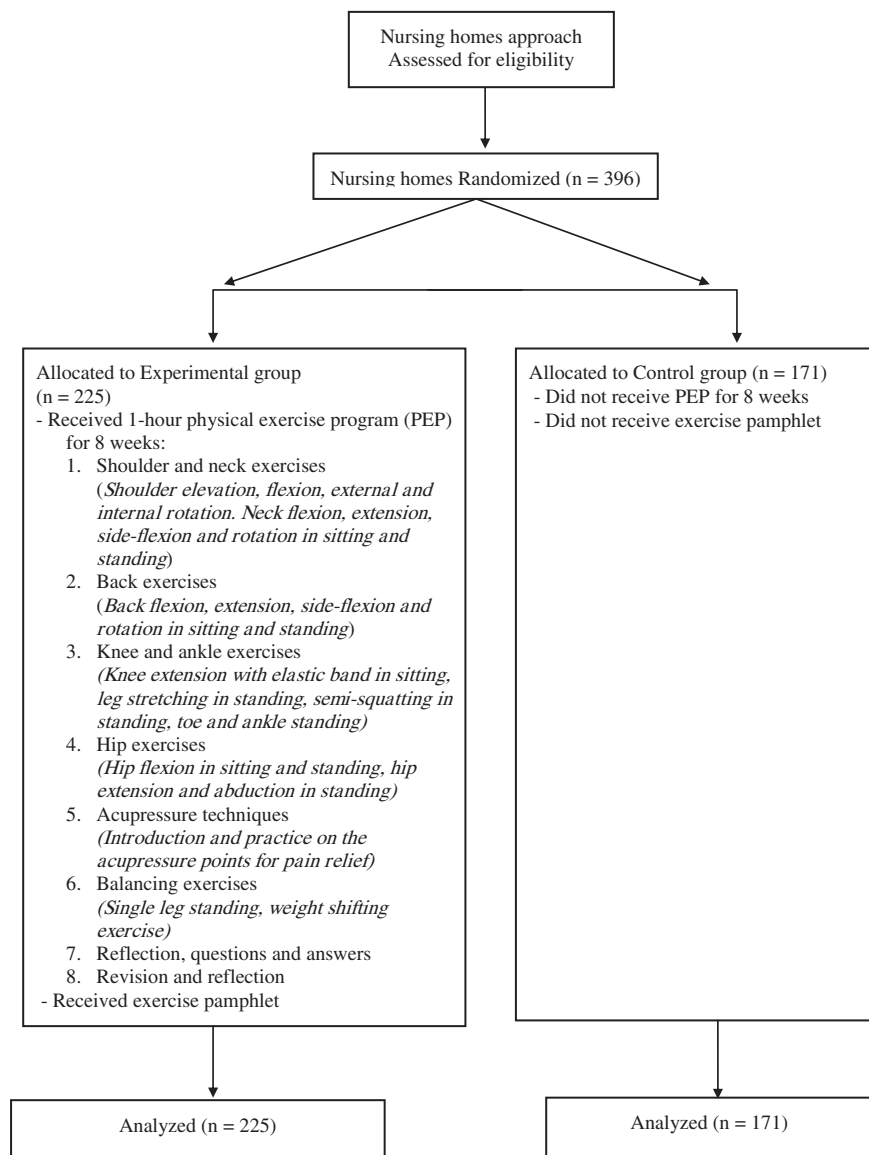 Nursing homes approach
Assessed for eligibility
Nursing homes Randomized (n = 396)
Allocated to Experimental group
(n = 225)
- Received 1-hour physical exercise program (PEP)
for 8 weeks:
1. Shoulder and neck exercises
(Shoulder elevation, flexion, external and
internal rotation. Neck flexion, extension,
side-flexion and rotation in sitting and
standing)
2. Back exercises
(Back flexion, extension, side-flexion and
rotation in sitting and standing)
3. Knee and ankle exercises
(Knee extension with elastic band in sitting,
leg stretching in standing, semi-squatting in
standing, toe and ankle standing)
4. Hip exercises
(Hip flexion in sitting and standing, hip
extension and abduction in standing)
5. Acupressure techniques
(Introduction and practice on the
acupressure points for pain relief)
6. Balancing exercises
(Single leg standing, weight shifting
exercise)
7. Reflection, questions and answers
8. Revision and reflection
- Received exercise pamphlet
Allocated to Control group (n = 171)
- Did not receive PEP for 8 weeks
- Did not receive exercise pamphlet
Analyzed (n = 225)
Analyzed (n = 171)